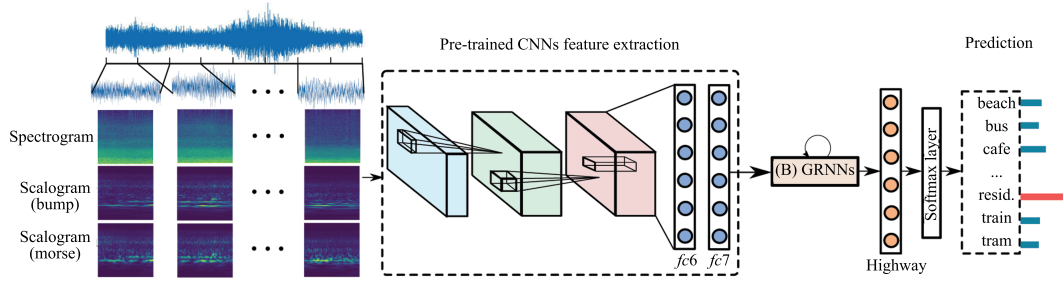 Pre-trained CNNs feature extraction
Prediction
Spectrogram
Scalogram
(bump)
Scalogram
(morse)
fc6
fc7
(B) GRNNs
Highway
Softmax layer
beach
bus
cafe
...
resid.
train
tram